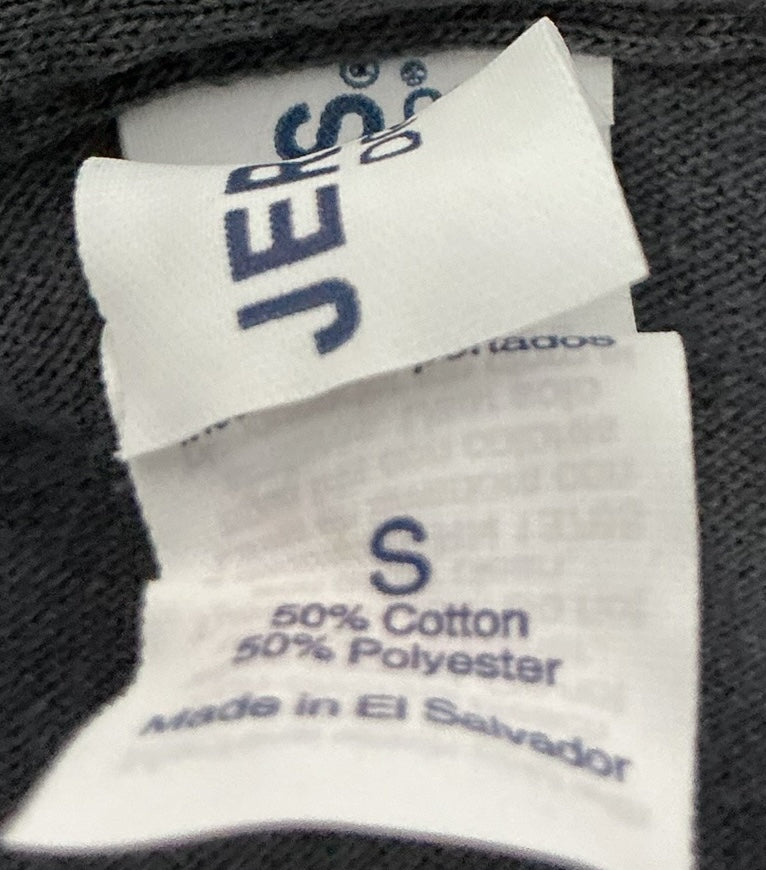 JERS®
S
50% Cotton
50% Polyester
Made in El Salvador